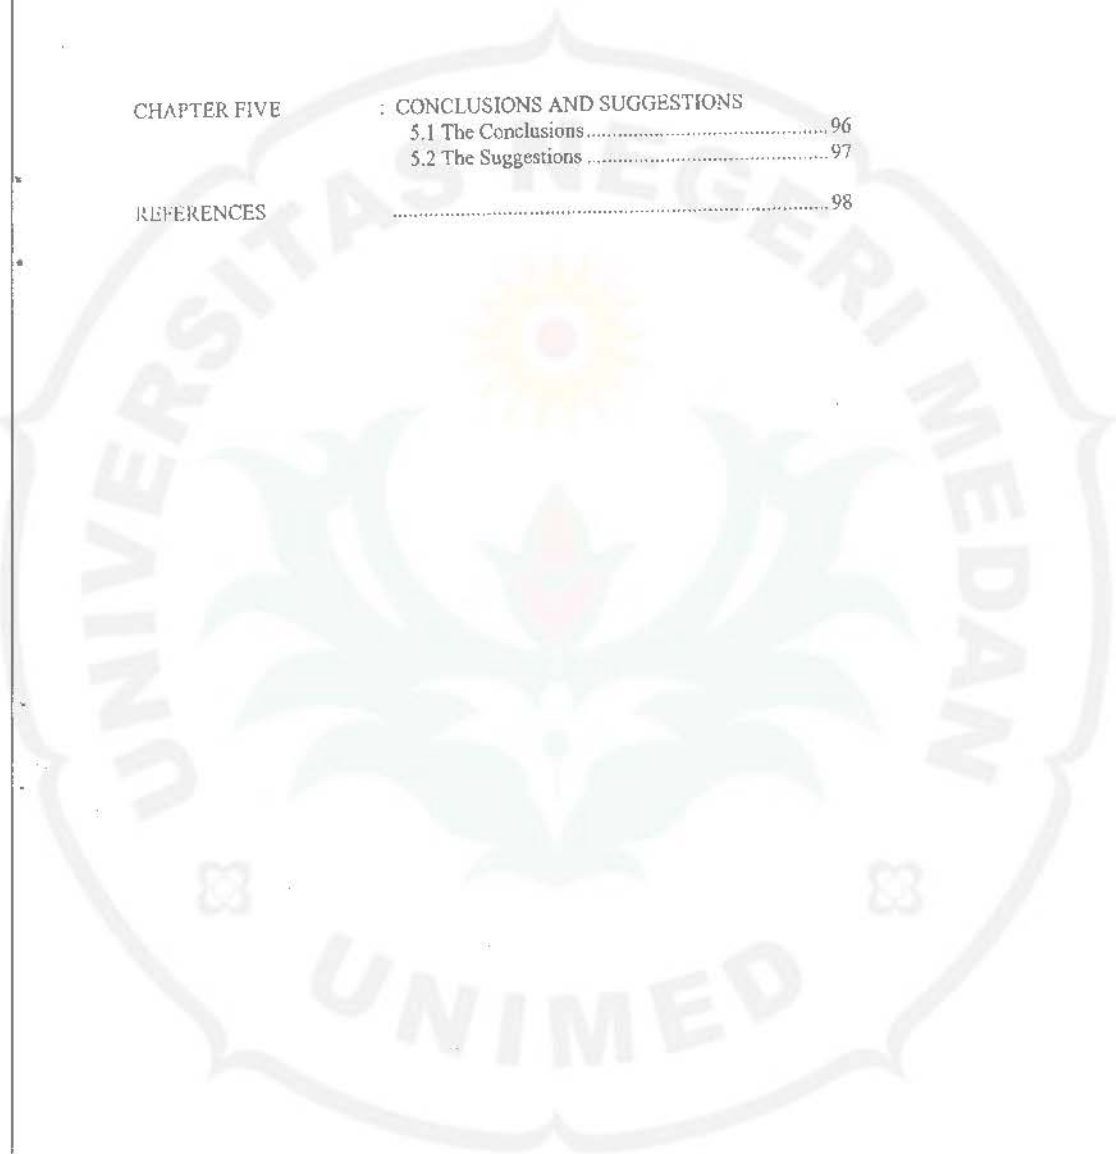 CHAPTER FIVE : CONCLUSIONS AND SUGGESTIONS
5.1 The Conclusions ................................................ 96
5.2 The Suggestions ................................................ 97
REFERENCES ................................................ 98
UNIVERSITAS NEGERI MEDAN
UNIMED